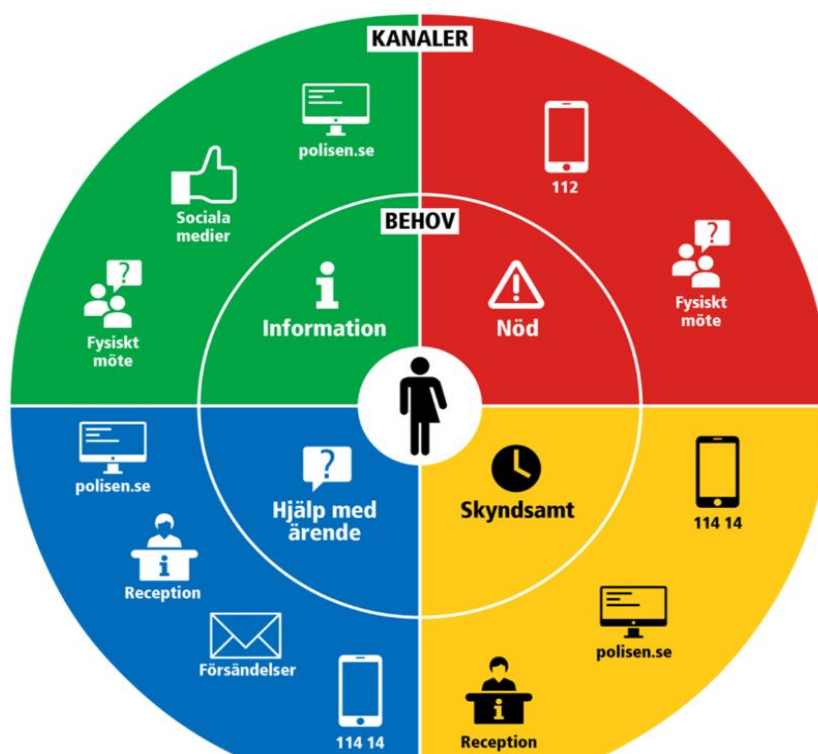 KANALER
polisen.se
Sociala
medier
Fysiskt
möte
112
Fysiskt
möte
BEHOV
Information
Nöd
Hjälp med
ärende
Skyndsamt
polisen.se
Reception
Försändelser
114 14
114 14
polisen.se
Reception